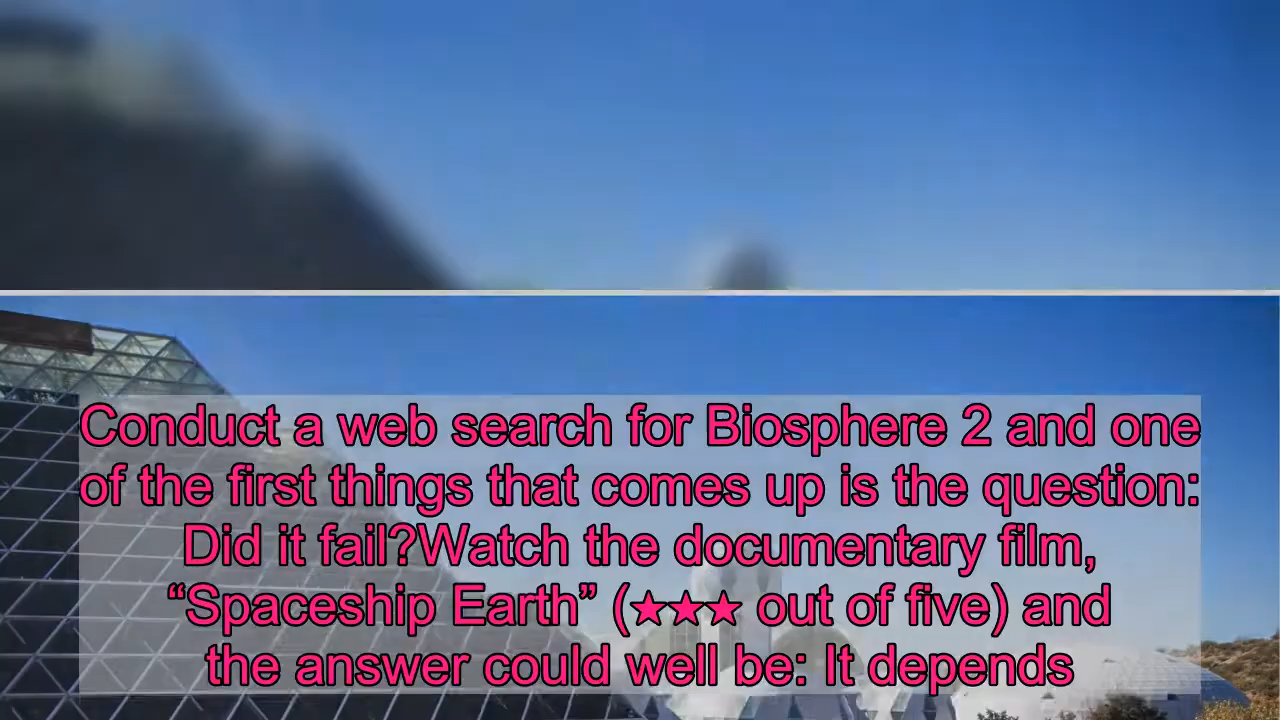 Conduct a web search for Biosphere 2 and one
of the first things that comes up is the question:
Did it fail?Watch the documentary film,
“Spaceship Earth” (★★★ out of five) and
the answer could well be: It depends